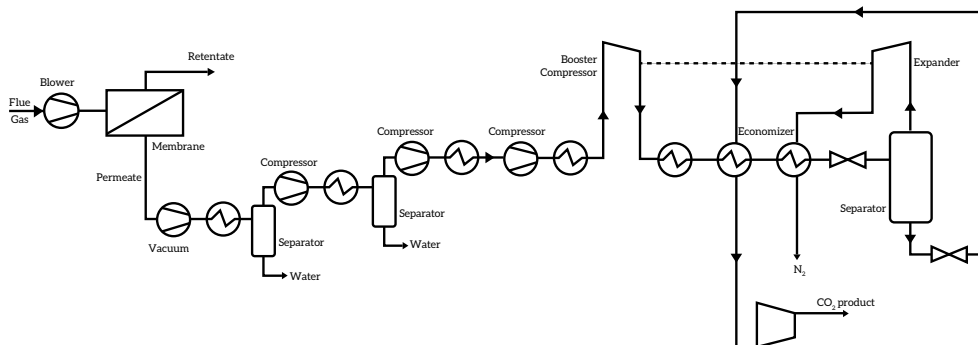 Retentate
Blower
Flue
Gas
Membrane
Permeate
Vacuum
Separator
Water
Compressor
Separator
Water
Compressor
Compressor
Booster
Compressor
Expander
Economizer
Separator
N₂
CO₂ product